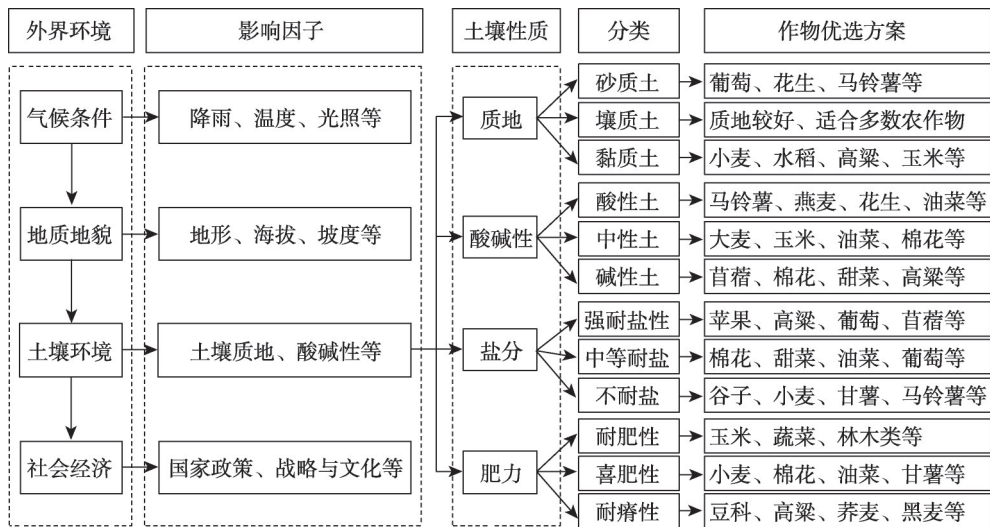 外界环境
影响因子
土壤性质
分类
作物优选方案
气候条件
降雨、温度、光照等
地质地貌
地形、海拔、坡度等
土壤环境
土壤质地、酸碱性等
社会经济
国家政策、战略与文化等
质地
砂质土
葡萄、花生、马铃薯等
壤质土
质地较好、适合多数农作物
黏质土
小麦、水稻、高粱、玉米等
酸碱性
酸性土
马铃薯、燕麦、花生、油菜等
中性土
大麦、玉米、油菜、棉花等
碱性土
苜蓿、棉花、甜菜、高粱等
盐分
强耐盐性
苹果、高粱、葡萄、苜蓿等
中等耐盐
棉花、甜菜、油菜、葡萄等
不耐盐
谷子、小麦、甘薯、马铃薯等
肥力
耐肥性
玉米、蔬菜、林木类等
喜肥性
小麦、棉花、油菜、甘薯等
耐瘠性
豆科、高粱、荞麦、黑麦等